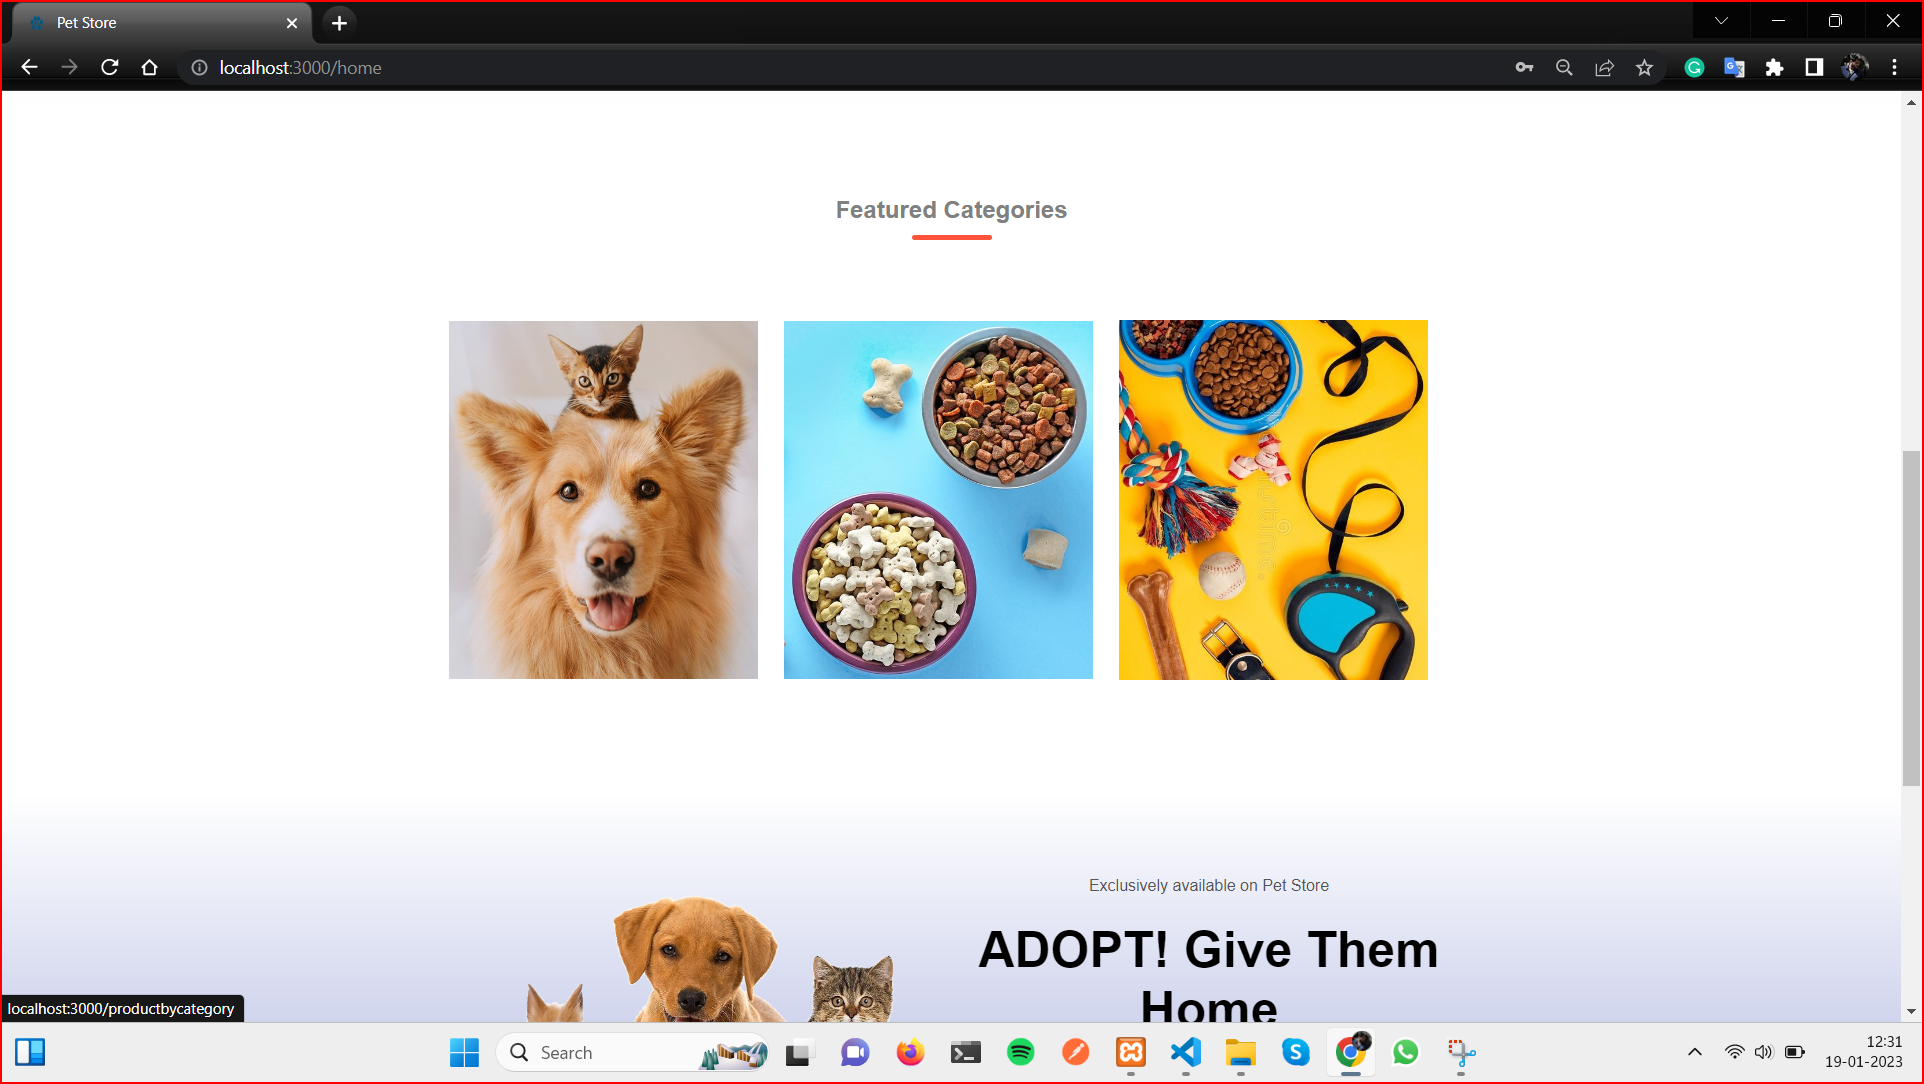 Pet Store
localhost:3000/home
Featured Categories
Exclusively available on Pet Store
ADOPT! Give Them
Home
localhost:3000/productbycategory
Search
12:31
19-01-2023